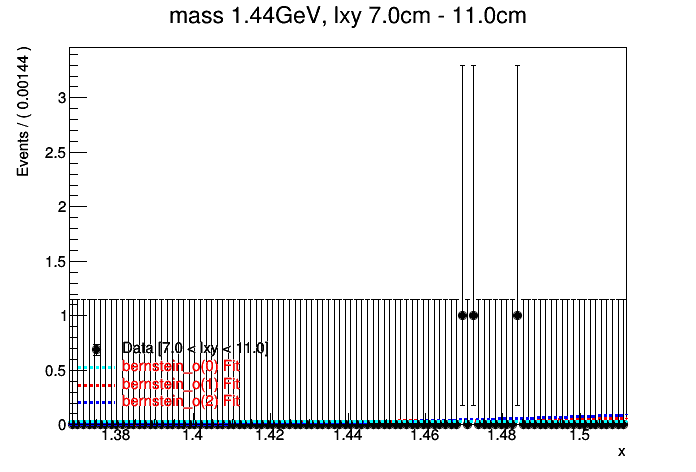 mass 1.44GeV, lxy 7.0cm - 11.0cm
Events / ( 0.00144 )
3
2.5
2
1.5
1
0.5
0
Data [7.0 < lxy < 11.0]
bernstein_o(0) Fit
bernstein_o(1) Fit
bernstein_o(2) Fit
1.38 1.4 1.42 1.44 1.46 1.48 1.5
x